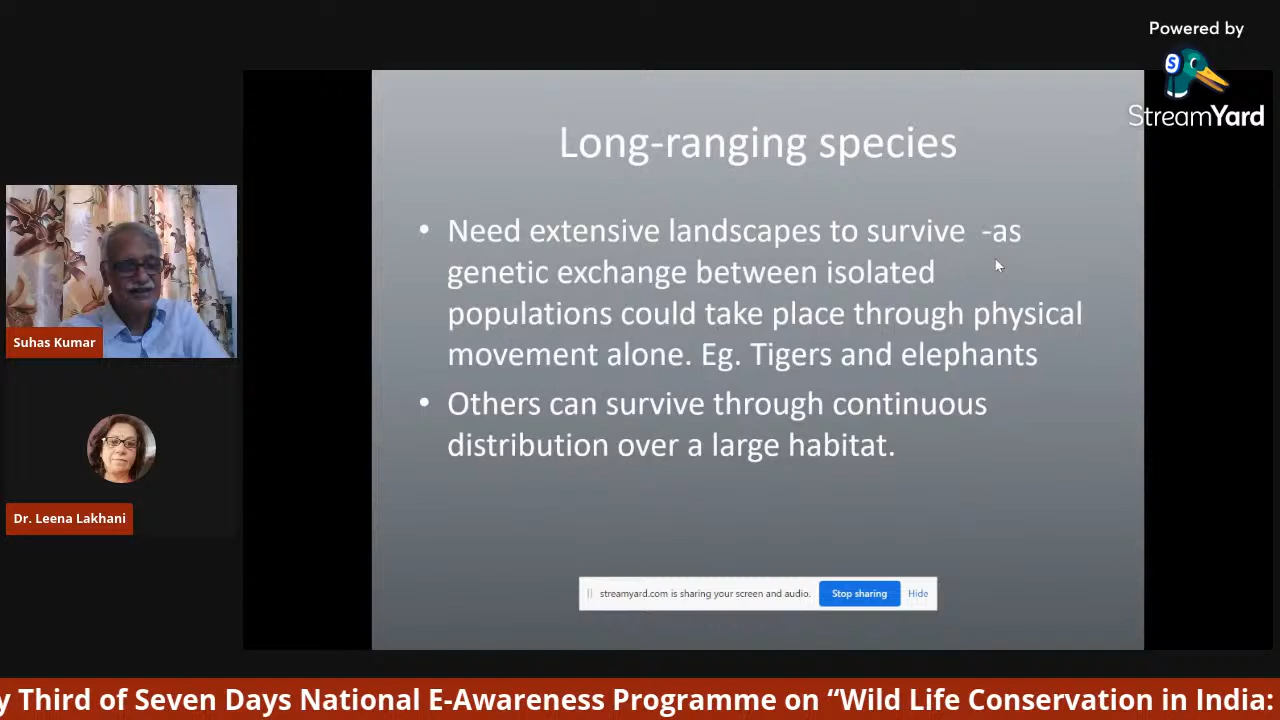 Powered by
StreamYard
Long-ranging species
• Need extensive landscapes to survive -as
genetic exchange between isolated
populations could take place through physical
movement alone. Eg. Tigers and elephants
• Others can survive through continuous
distribution over a large habitat.
Suhas Kumar
Dr. Leena Lakhani
streamyard.com is sharing your screen and audio. Stop sharing Hide
y Third of Seven Days National E-Awareness Programme on “Wild Life Conservation in India: